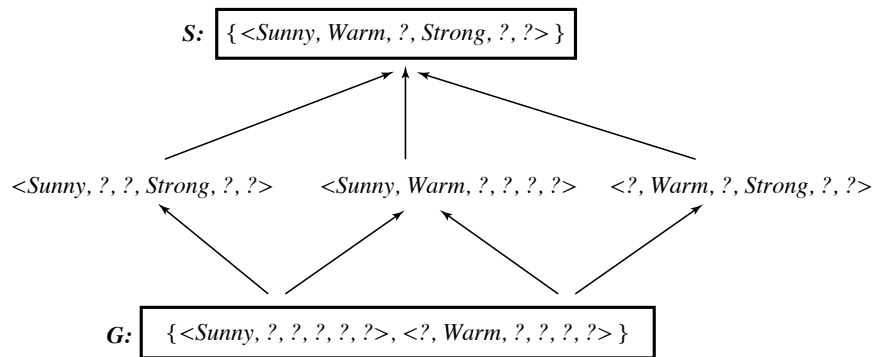 S: {<Sunny, Warm, ?, Strong, ?, ?>}
<Sunny, ?, ?, Strong, ?, ?> <Sunny, Warm, ?, ?, ?, ?> <?, Warm, ?, Strong, ?, ?>
G: {<Sunny, ?, ?, ?, ?, ?>, <?, Warm, ?, ?, ?, ?>}